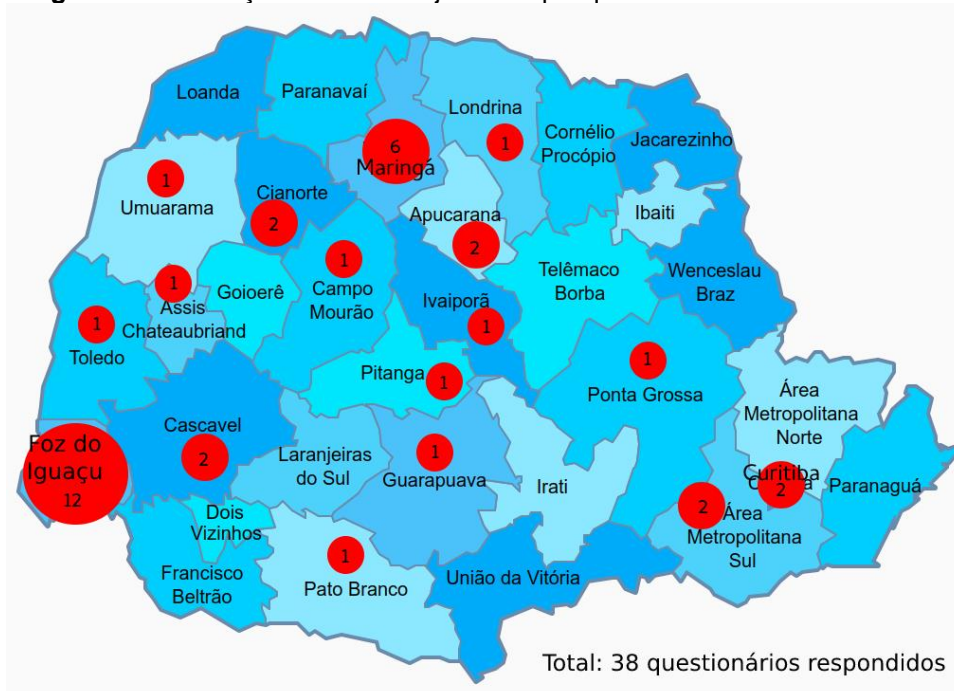 Loanda
Paranavaí
Londrina
1
6
Maringá
Cornélio
Procópio
Jacarezinho
1
Umuarama
Cianorte
2
Apucarana
2
Ibaiti
1
Campo
Mourão
Telêmaco
Borba
Wenceslau
Braz
1
Assis
Chateaubriand
Goioerê
Ivaiporã
1
1
Toledo
Pitanga
1
1
Ponta Grossa
Área
Metropolitana
Norte
Cascavel
2
Foz do
Iguaçu
12
Laranjeiras
do Sul
1
Guarapuava
Irati
Curitiba
2
Paranaguá
2
Área
Metropolitana
Sul
Dois
Vizinhos
Francisco
Beltrão
1
Pato Branco
União da Vitória
Total: 38 questionários respondidos